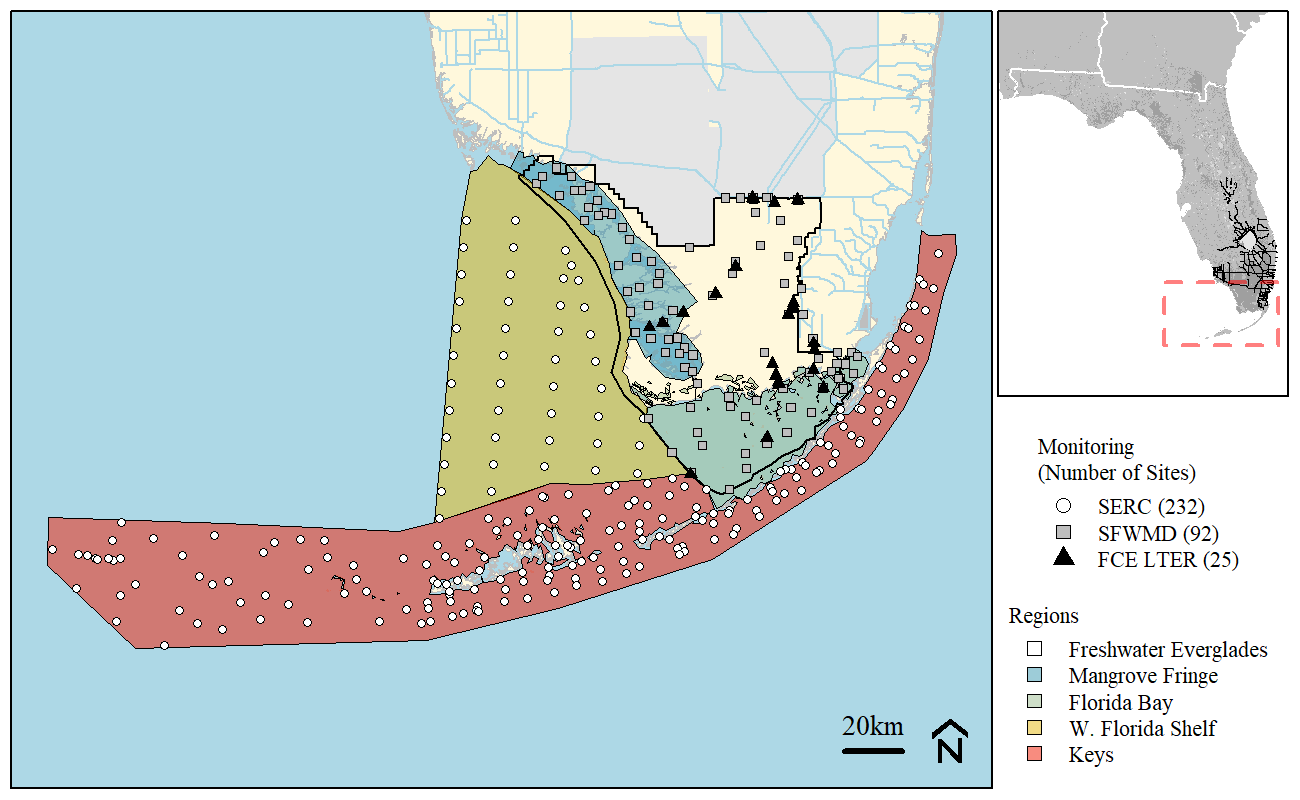 Monitoring
(Number of Sites)
SERC (232)
SFWMD (92)
FCE LTER (25)
Regions
Freshwater Everglades
Mangrove Fringe
Florida Bay
W. Florida Shelf
Keys
20km
N